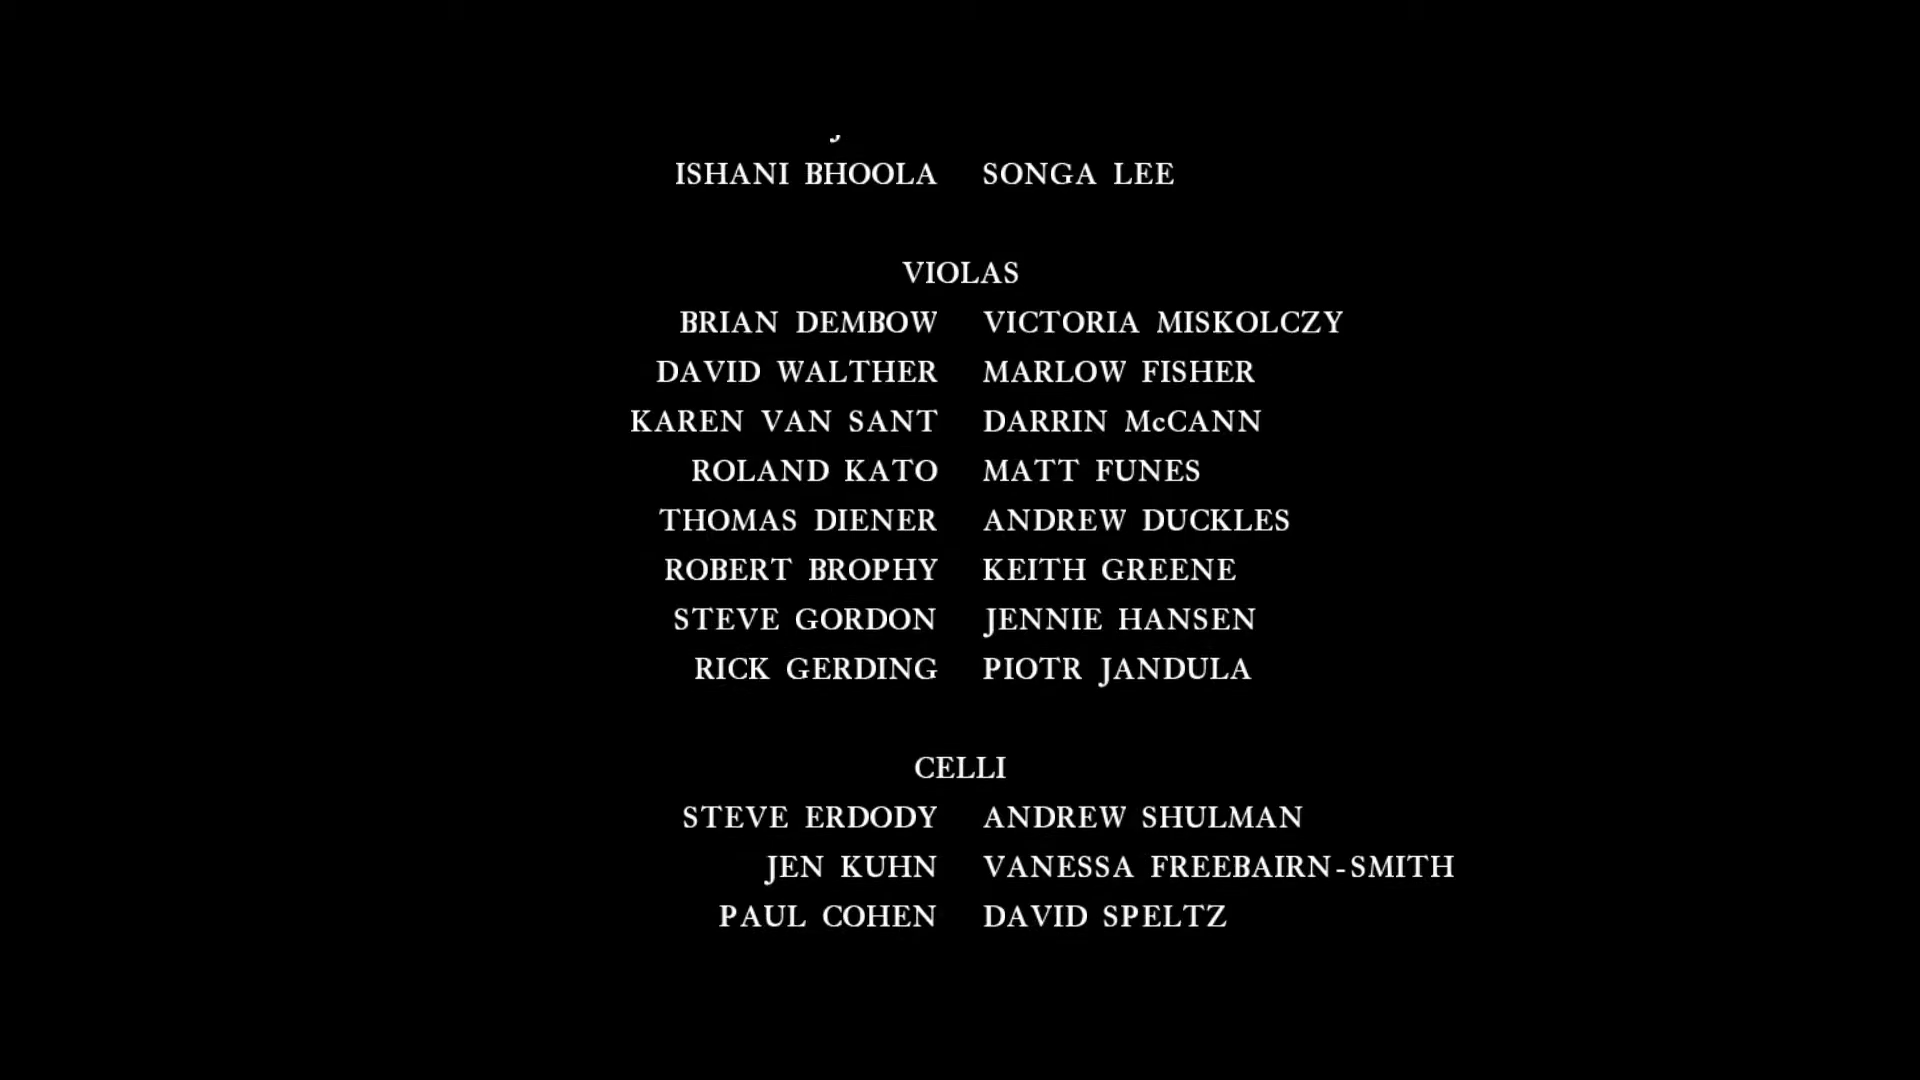 ISHANI BHOOLA SONGA LEE
VIOLAS
BRIAN DEMBOW VICTORIA MISKOLCZY
DAVID WALTHER MARLOW FISHER
KAREN VAN SANT DARRIN McCANN
ROLAND KATO MATT FUNES
THOMAS DIENER ANDREW DUCKLES
ROBERT BROPHY KEITH GREENE
STEVE GORDON JENNIE HANSEN
RICK GERDING PIOTR JANDULA
CELLI
STEVE ERDODY ANDREW SHULMAN
JEN KUHN VANESSA FREEBAIRN-SMITH
PAUL COHEN DAVID SPELTZ